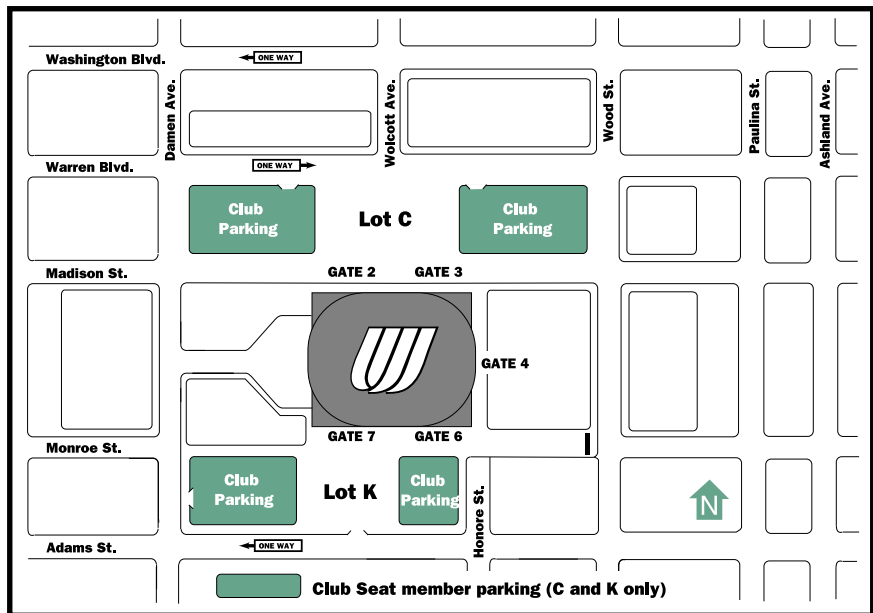 Washington Blvd.
ONE WAY
Damen Ave.
Wolcott Ave.
Wood St.
Paulina St.
Ashland Ave.
Warren Blvd.
ONE WAY
Club
Parking
Lot C
Club
Parking
Madison St.
GATE 2
GATE 3
GATE 4
Monroe St.
GATE 7
GATE 6
Club
Parking
Lot K
Club
Parking
Honore St.
N
Adams St.
ONE WAY
Club Seat member parking (C and K only)